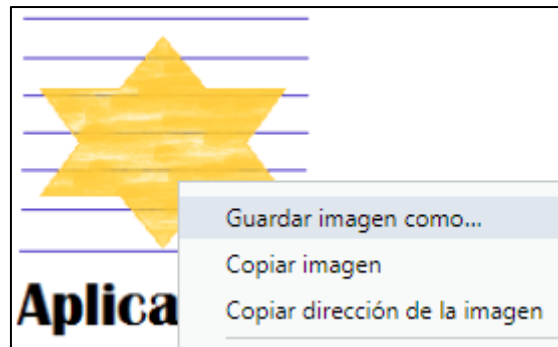 Aplica
Guardar imagen como...
Copiar imagen
Copiar dirección de la imagen